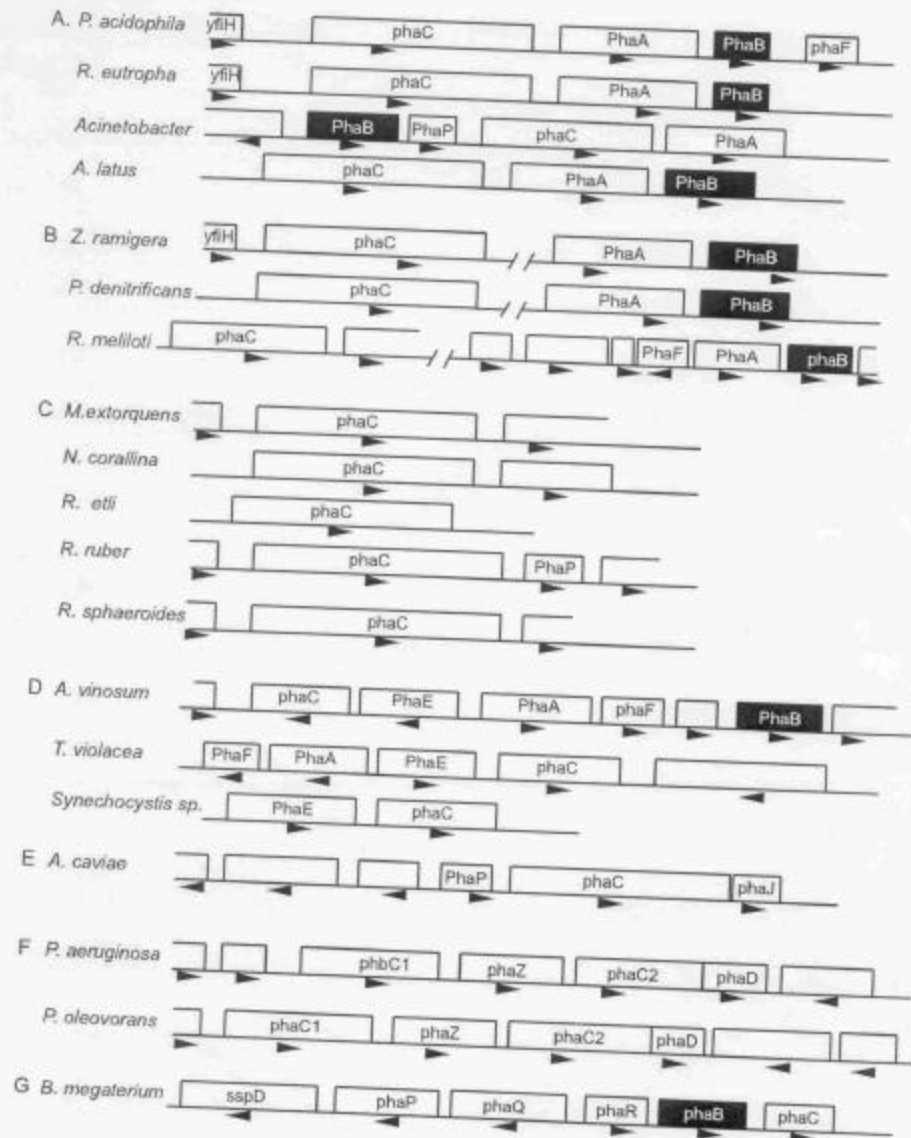 A. P. acidophila yfiH phaC PhaA PhaB phaF
R. eutropha yfiH phaC PhaA PhaB
Acinetobacter PhaB PhaP phaC PhaA
A. latus phaC PhaA PhaB
B Z. ramigera yfiH phaC PhaA PhaB
P. denitrificans phaC PhaA PhaB
R. meliloti phaC PhaF PhaA phaB
C M.extorquens phaC
N. corallina phaC
R. etli phaC
R. ruber phaC PhaP
R. sphaeroides phaC
D A. vinosum phaC PhaE PhaA phaF PhaB
T. violacea PhaF PhaA PhaE phaC
Synechocystis sp. PhaE phaC
E A. caviae PhaP phaC phaJ
F P. aeruginosa phbC1 phaZ phaC2 phaD
P. oleovorans phaC1 phaZ phaC2 phaD
G B. megaterium sspD phaP phaQ phaR phaB phaC